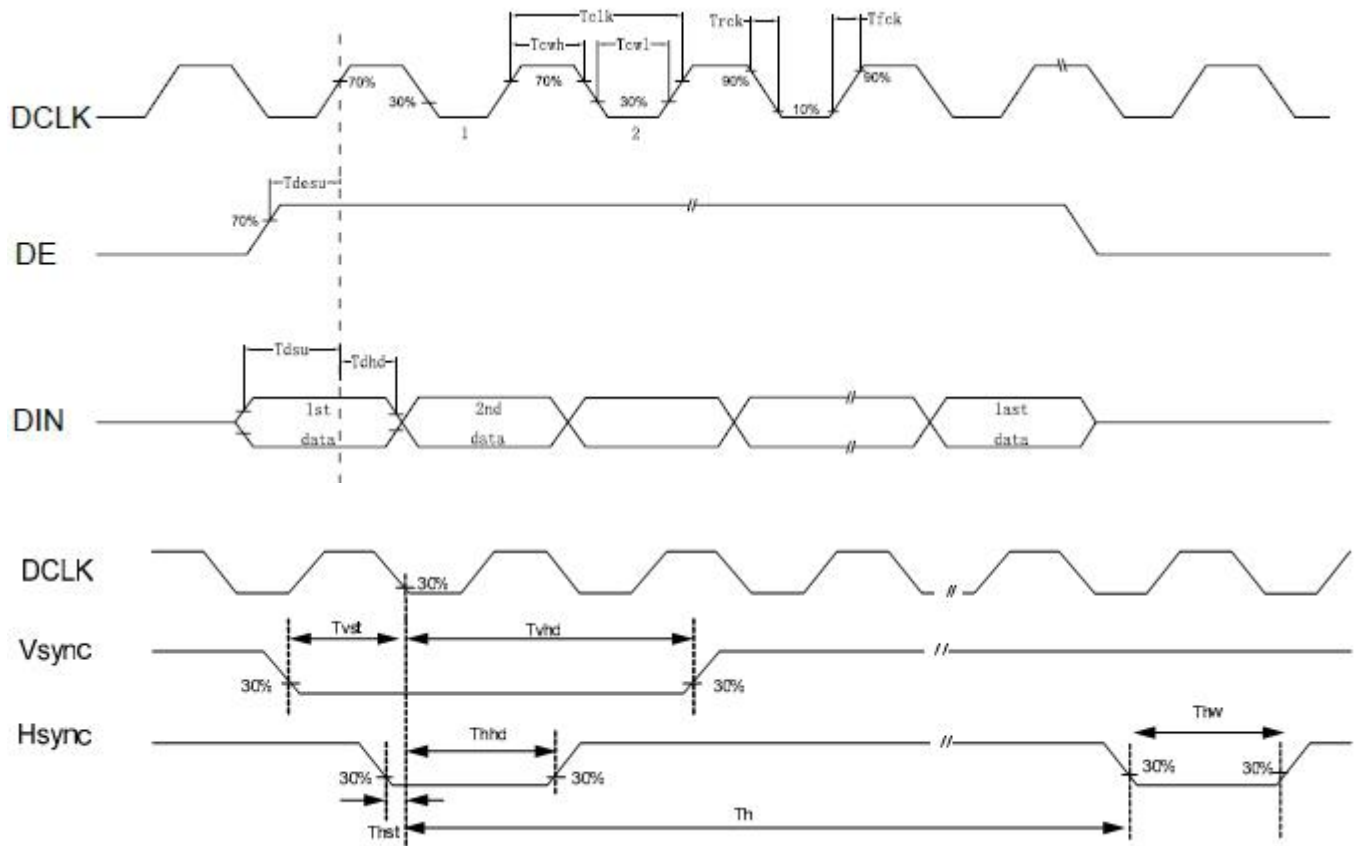 Tclk
Trck
Tfck
Tcwh
Tcwl
70%
70%
30%
90%
90%
30%
10%
DCLK
1
2
Tdesu
70%
//
DE
Tdsu
Tdhd
1st
2nd
//
last
DIN
data
data
//
data
DCLK
30%
//
Tvst
Tvhd
Vsync
//
30%
30%
Thw
Hsync
Thhd
//
30%
30%
30%
30%
Th
Thst